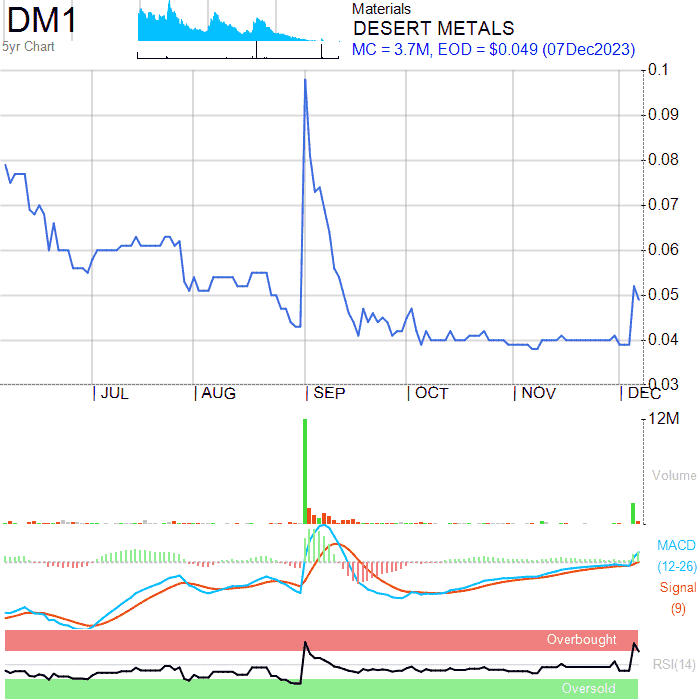 DM1
5yr Chart
Materials
DESERT METALS
MC = 3.7M, EOD = $0.049 (07Dec2023)
0.1
0.09
0.08
0.07
0.06
0.05
0.04
0.03
JUL AUG SEP OCT NOV DEC
12M
Volume
MACD
(12-26)
Signal
(9)
Overbought
RSI(14)
Oversold